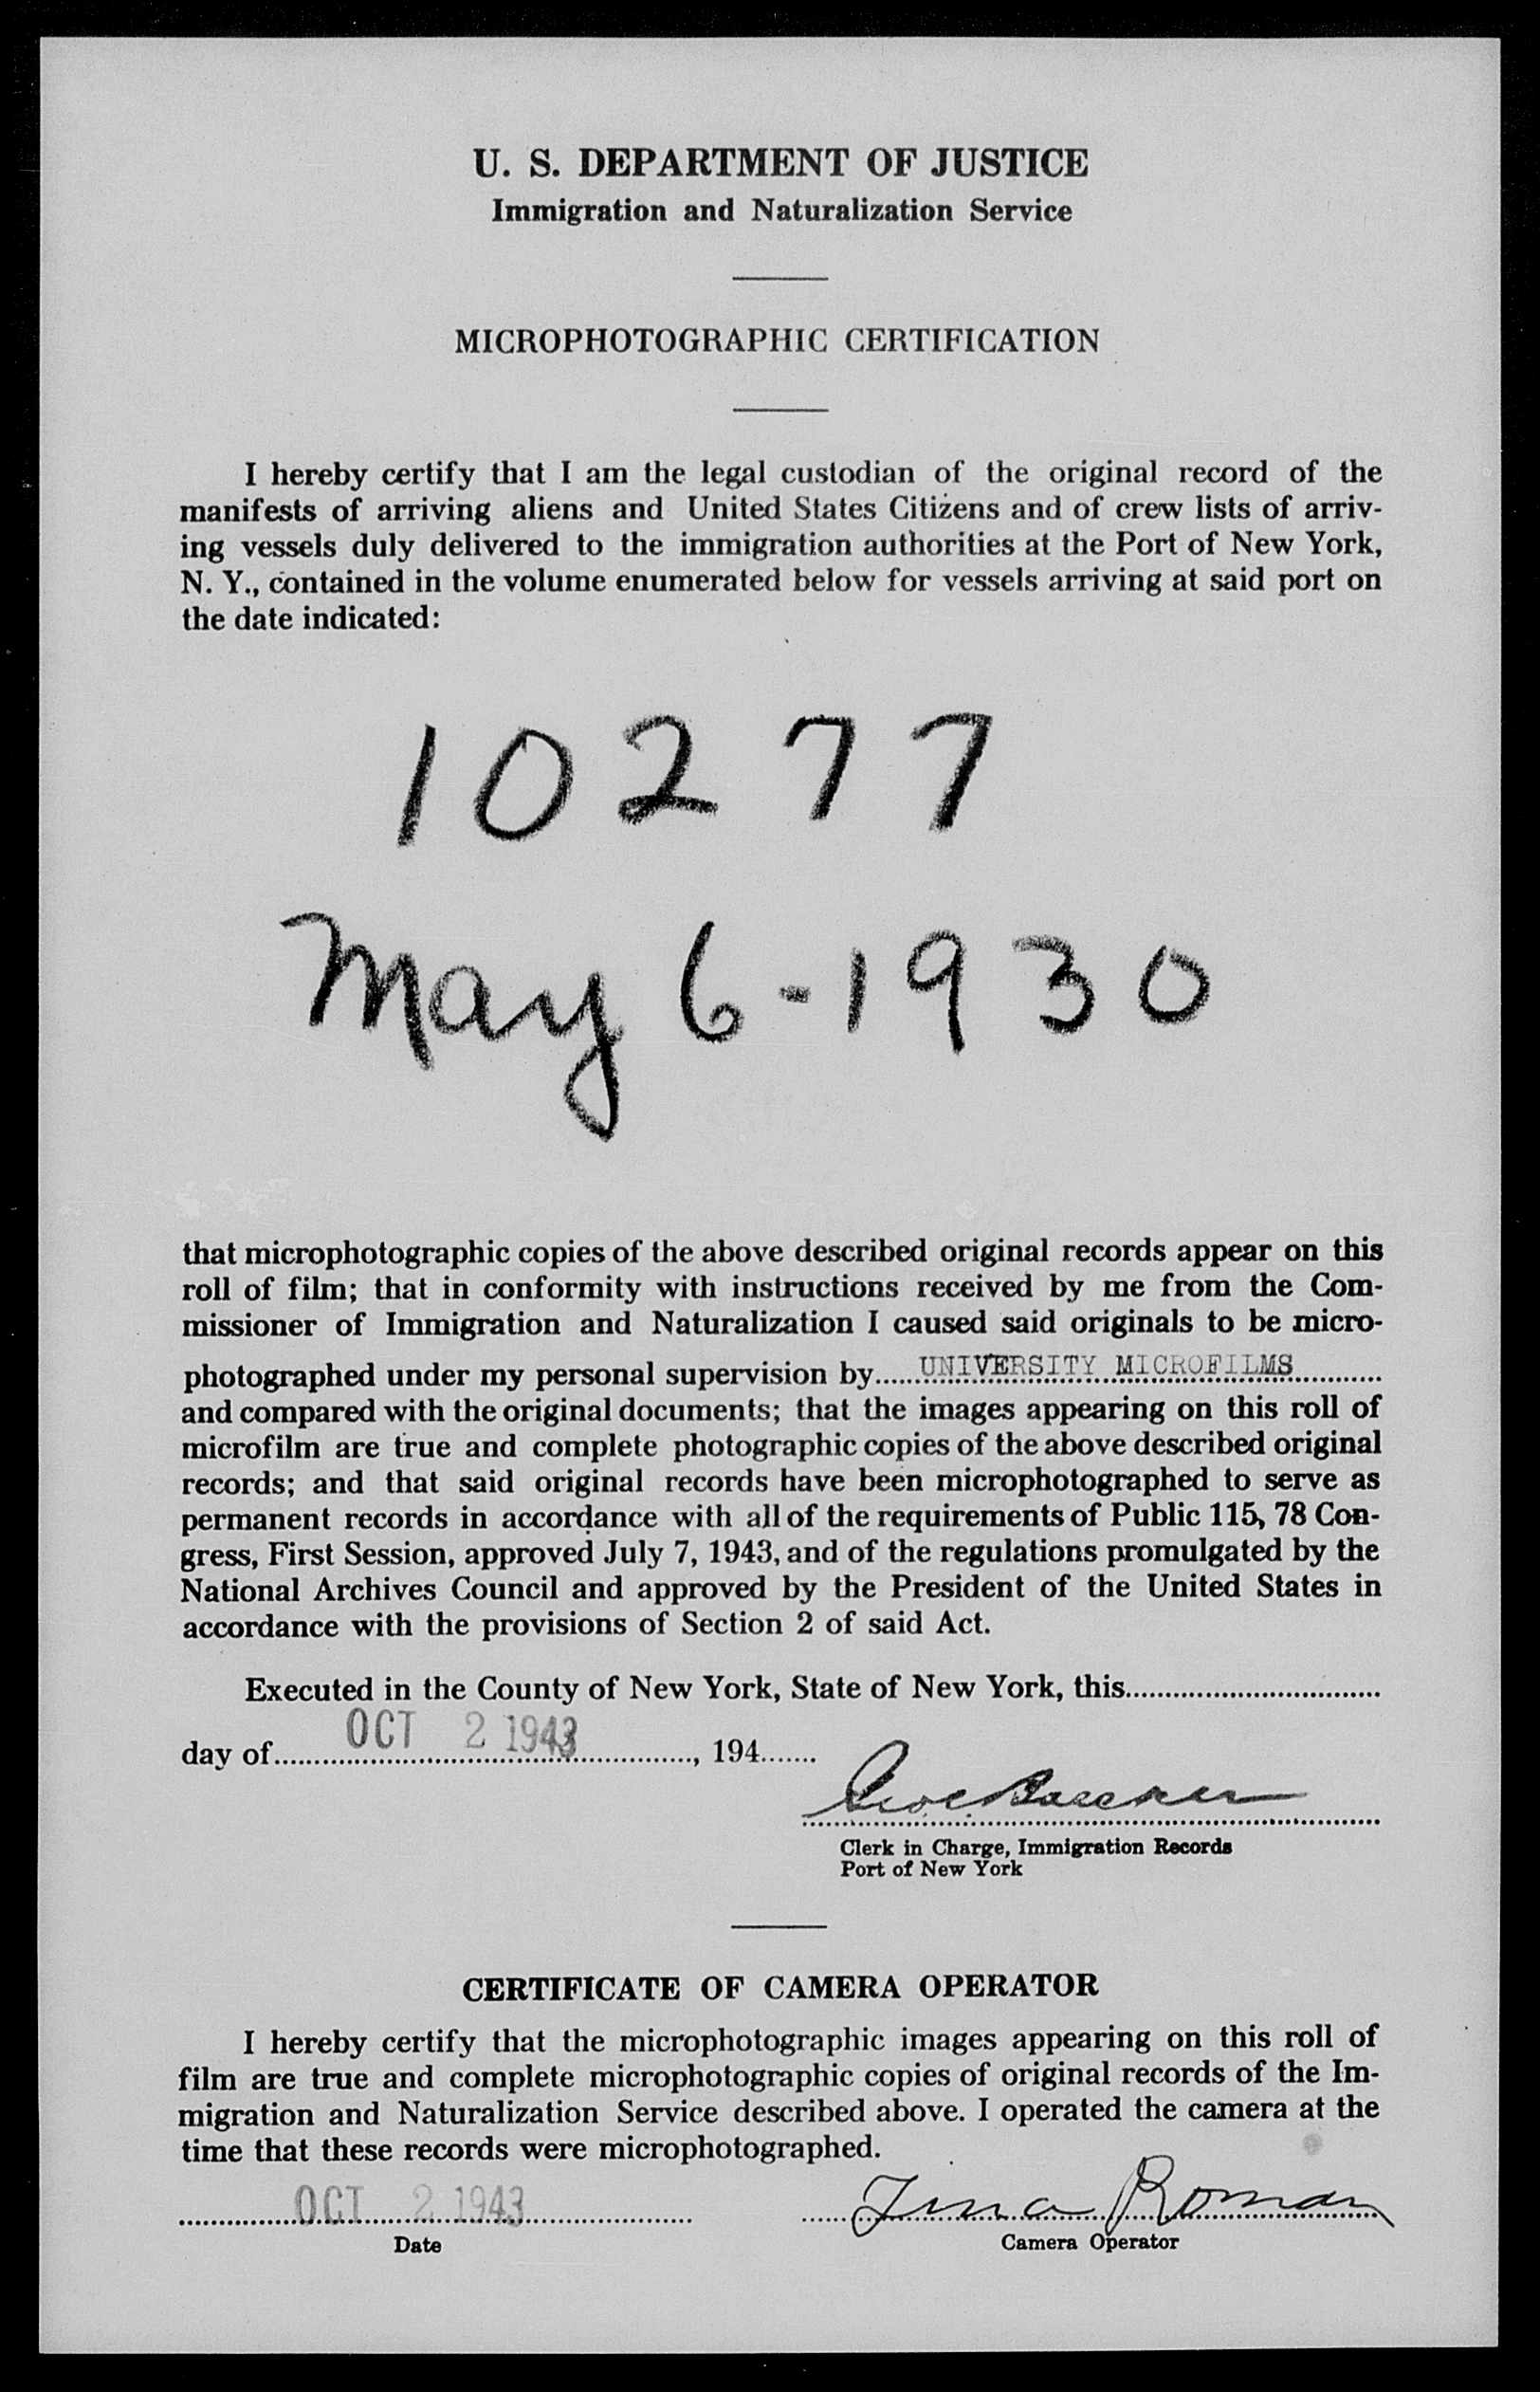 U. S. DEPARTMENT OF JUSTICE
Immigration and Naturalization Service
MICROPHOTOGRAPHIC CERTIFICATION
I hereby certify that I am the legal custodian of the original record of the
manifests of arriving aliens and United States Citizens and of crew lists of arriv-
ing vessels duly delivered to the immigration authorities at the Port of New York,
N. Y., contained in the volume enumerated below for vessels arriving at said port on
the date indicated:
10277
May 6-1930
that microphotographic copies of the above described original records appear on this
roll of film; that in conformity with instructions received by me from the Com-
missioner of Immigration and Naturalization I caused said originals to be micro-
photographed under my personal supervision by......UNIVERSITY MICROFILMS............
and compared with the original documents; that the images appearing on this roll of
microfilm are true and complete photographic copies of the above described original
records; and that said original records have been microphotographed to serve as
permanent records in accordance with all of the requirements of Public 115, 78 Con-
gress, First Session, approved July 7, 1943, and of the regulations promulgated by the
National Archives Council and approved by the President of the United States in
accordance with the provisions of Section 2 of said Act.
Executed in the County of New York, State of New York, this................................
day of........OCT 2 1943..............., 194.......
Clerk in Charge, Immigration Records
Port of New York
CERTIFICATE OF CAMERA OPERATOR
I hereby certify that the microphotographic images appearing on this roll of
film are true and complete microphotographic copies of original records of the Im-
migration and Naturalization Service described above. I operated the camera at the
time that these records were microphotographed.
OCT 2 1943 Roman
Date Camera Operator